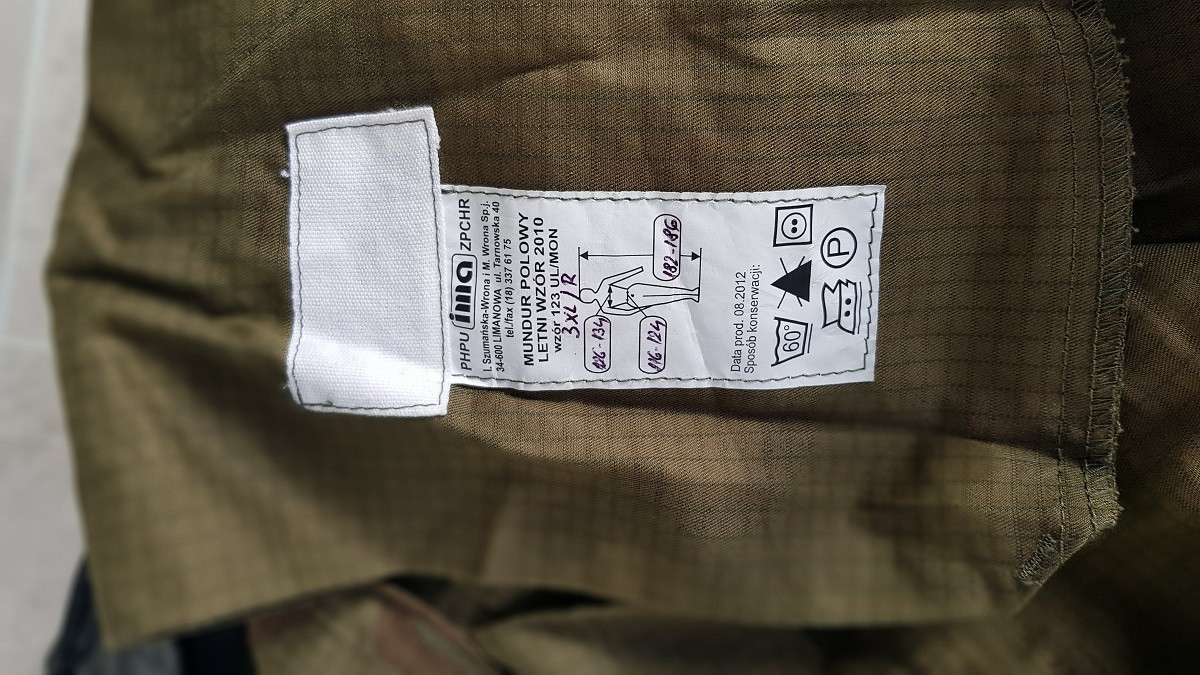 PHPU ima ZPCHR
I. Szumańska-Wrona i M. Wrona Sp.j.
34-600 LIMANOWA ul. Tarnowska 40
tel/fax (18) 337 61 75
MUNDUR POLOWY
LETNI WZÓR 2010
wzór 123 UL/MON
3XL/R
126-134
182-186
116-124
Data prod. 08.2012
Sposób konserwacji:
60°
P